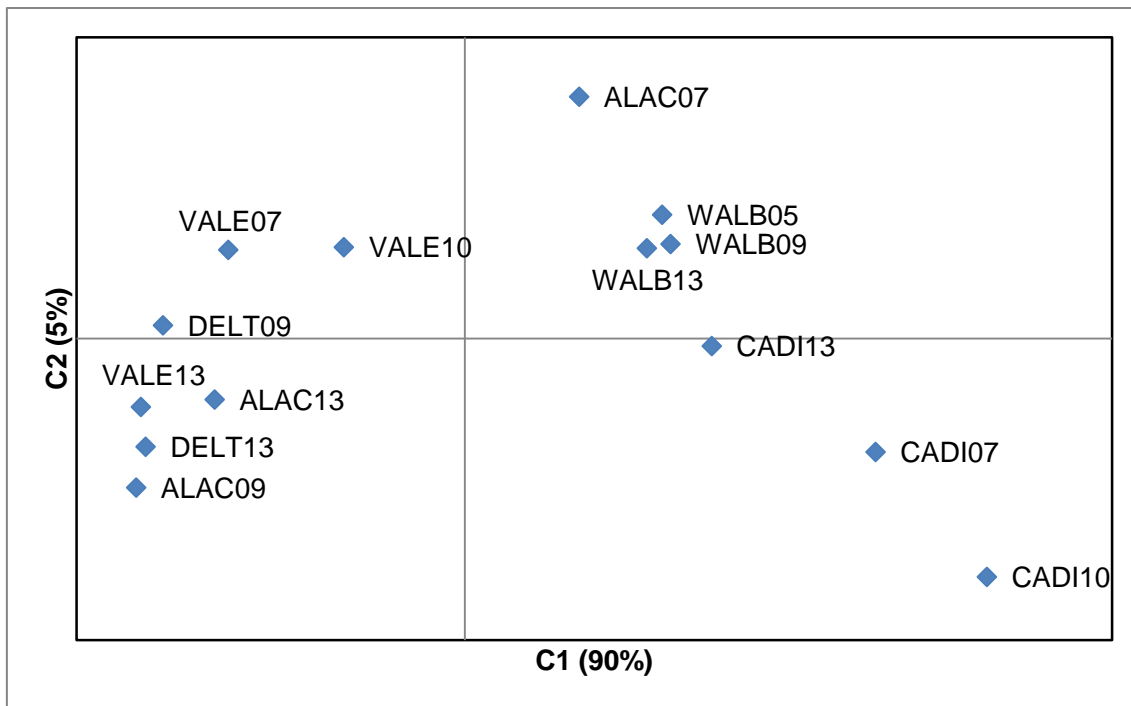 ALAC07
WALB05
VALE07
VALE10
WALB09
WALB13
DELT09
CADI13
C2 (5%)
VALE13
ALAC13
DELT13
CADI07
ALAC09
CADI10
C1 (90%)